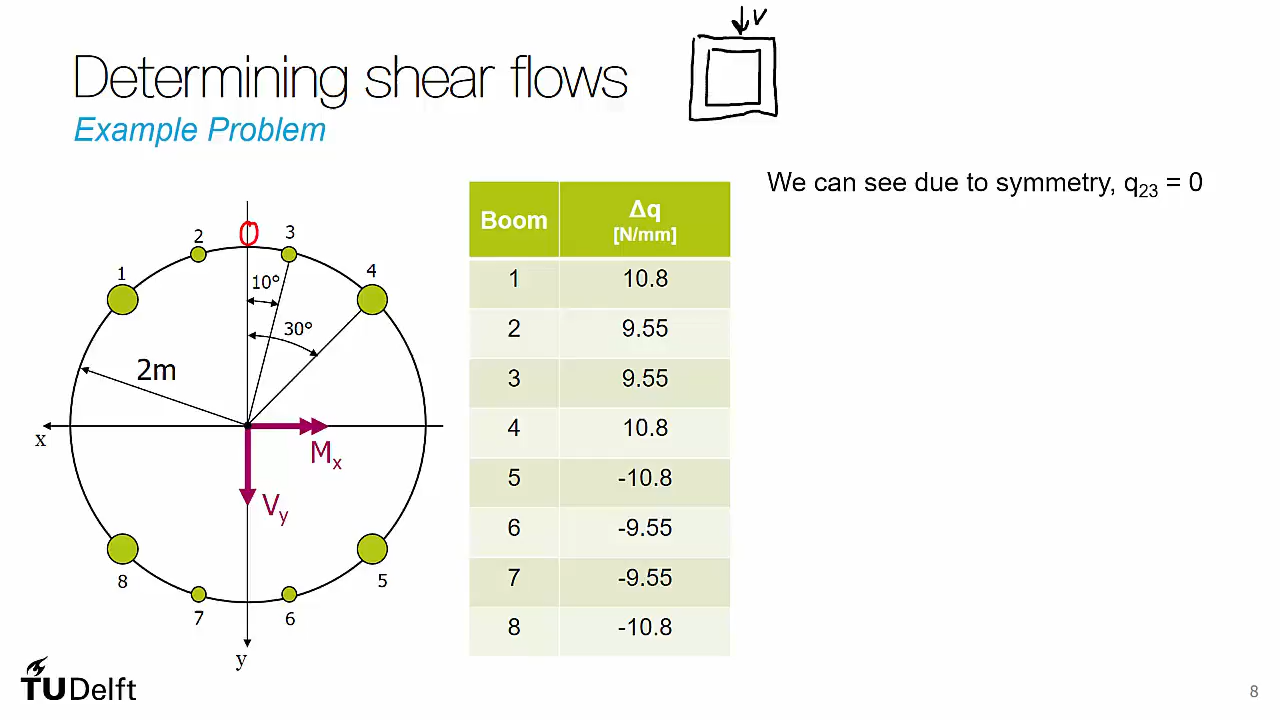 V
Determining shear flows
Example Problem
We can see due to symmetry, q23 = 0
0
1
2
3
4
10°
30°
2m
x
Mx
Vy
8
7
6
5
y
Boom Δq [N/mm]
1 10.8
2 9.55
3 9.55
4 10.8
5 -10.8
6 -9.55
7 -9.55
8 -10.8
TUDelft
8